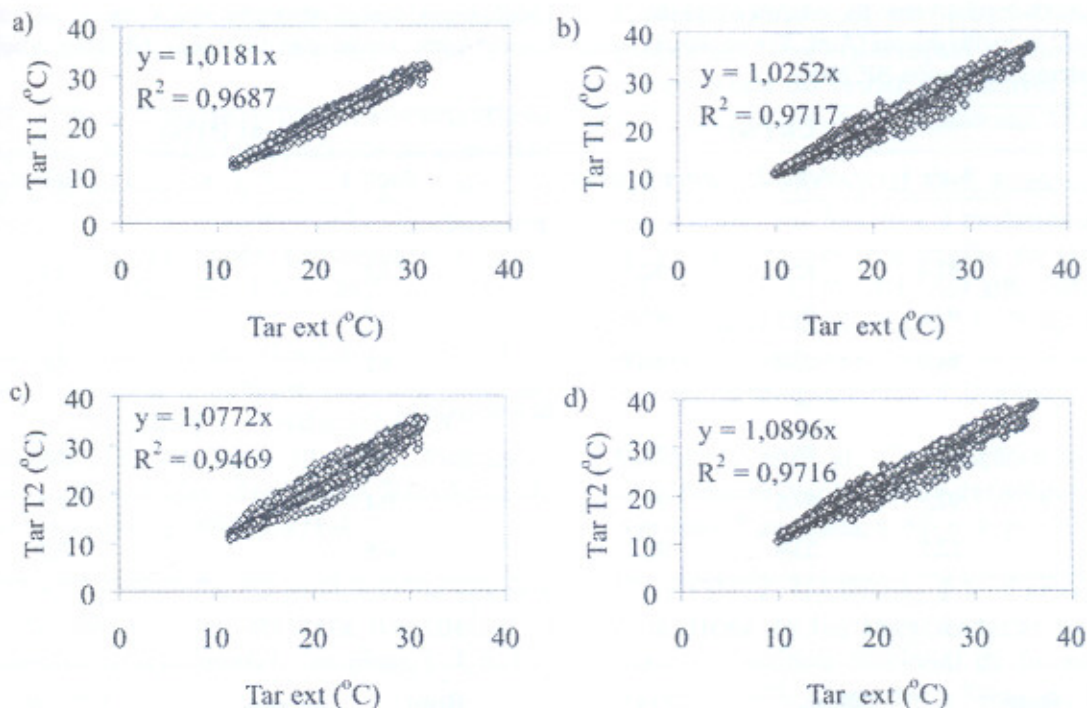 a)
40
30
20
10
0
Tar T1 (°C)
y = 1,0181x
R² = 0,9687
0 10 20 30 40
Tar ext (°C)
b)
40
30
20
10
0
Tar T1 (°C)
y = 1,0252x
R² = 0,9717
0 10 20 30 40
Tar ext (°C)
c)
40
30
20
10
0
Tar T2 (°C)
y = 1,0772x
R² = 0,9469
0 10 20 30 40
Tar ext (°C)
d)
40
30
20
10
0
Tar T2 (°C)
y = 1,0896x
R² = 0,9716
0 10 20 30 40
Tar ext (°C)